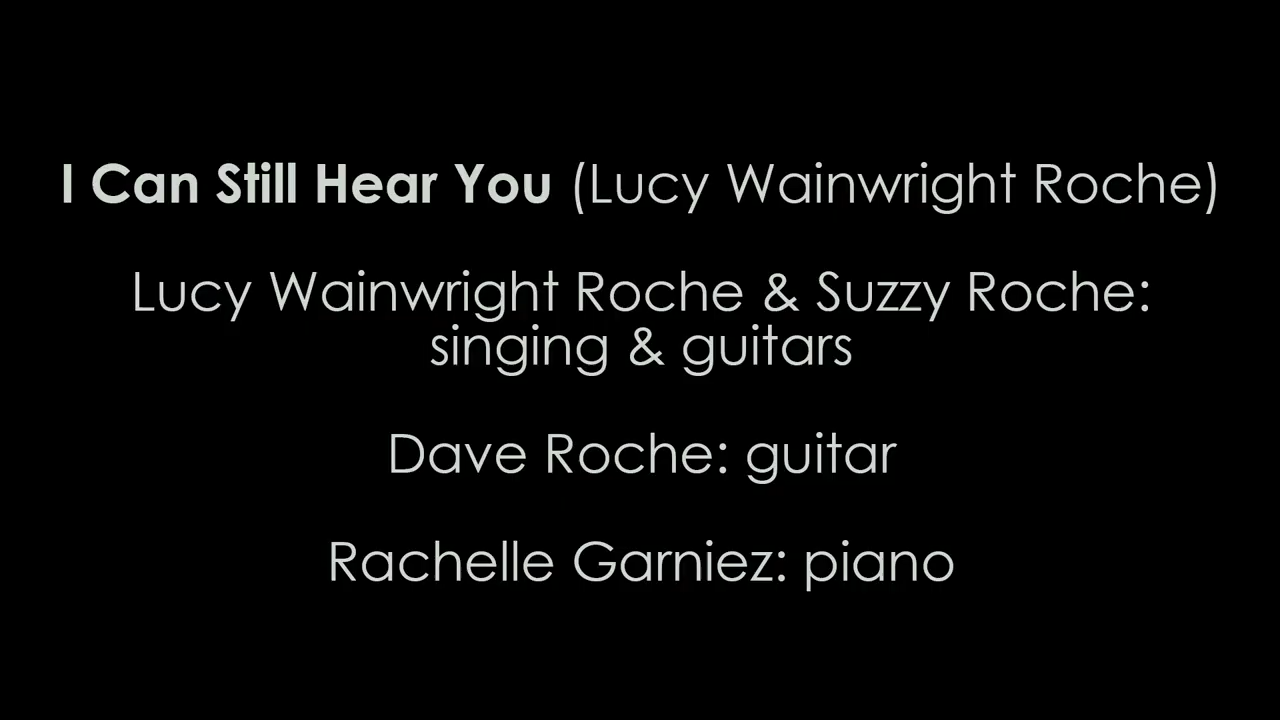 I Can Still Hear You (Lucy Wainwright Roche)
Lucy Wainwright Roche & Suzzy Roche:
singing & guitars
Dave Roche: guitar
Rachelle Garniez: piano